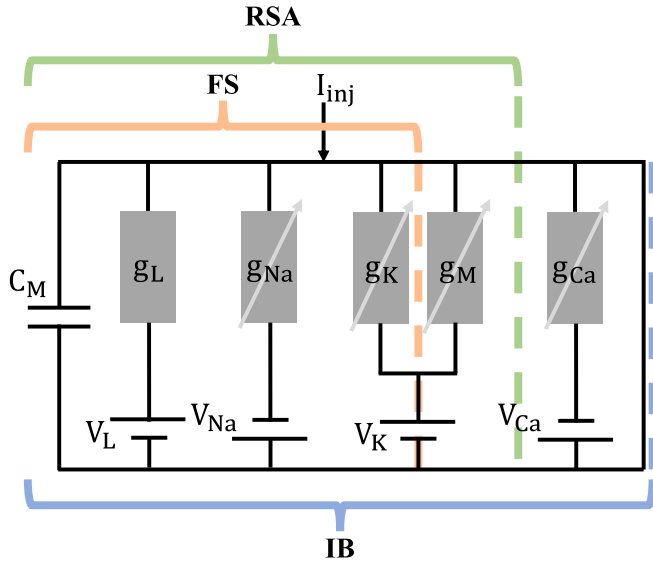 RSA
FS
I_inj
C_M
g_L
g_Na
g_K
g_M
g_Ca
V_L
V_Na
V_K
V_Ca
IB